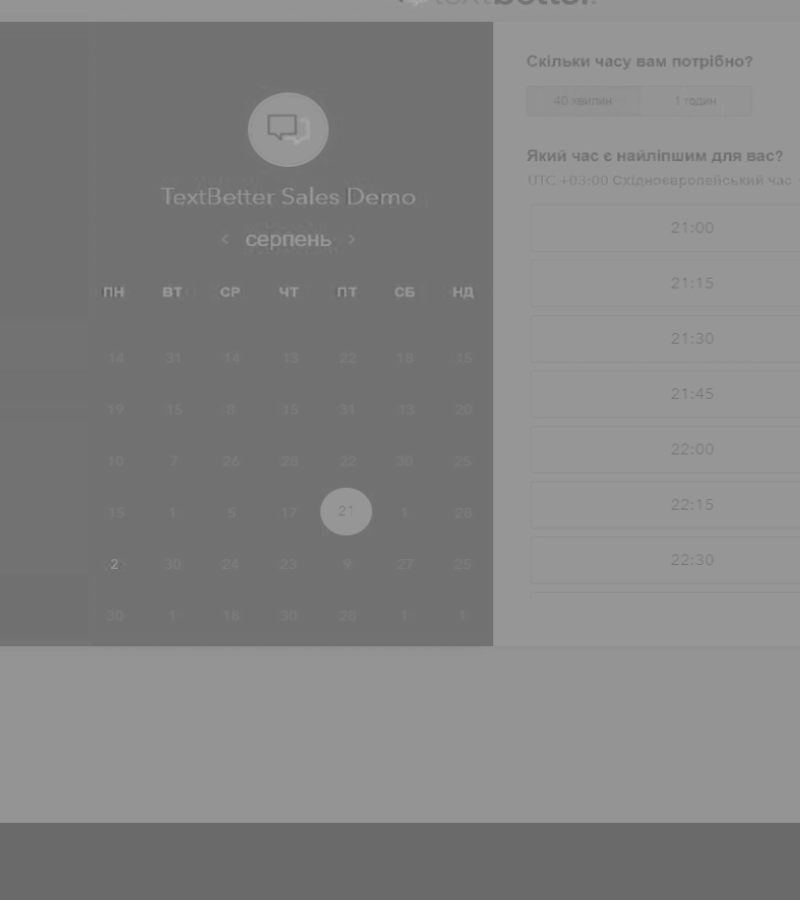 textbetter.
TextBetter Sales Demo
< серпень >
ПН ВТ СР ЧТ ПТ СБ НД
14 31 14 13 22 18 15
19 15 8 15 31 13 20
10 7 26 28 22 30 25
15 1 5 17 21 1 28
2 30 24 23 9 27 25
30 1 18 30 28 1 1
Скільки часу вам потрібно?
40 хвилин 1 годин
Який час є найліпшим для вас?
UTC +03:00 Східноєвропейський час
21:00
21:15
21:30
21:45
22:00
22:15
22:30